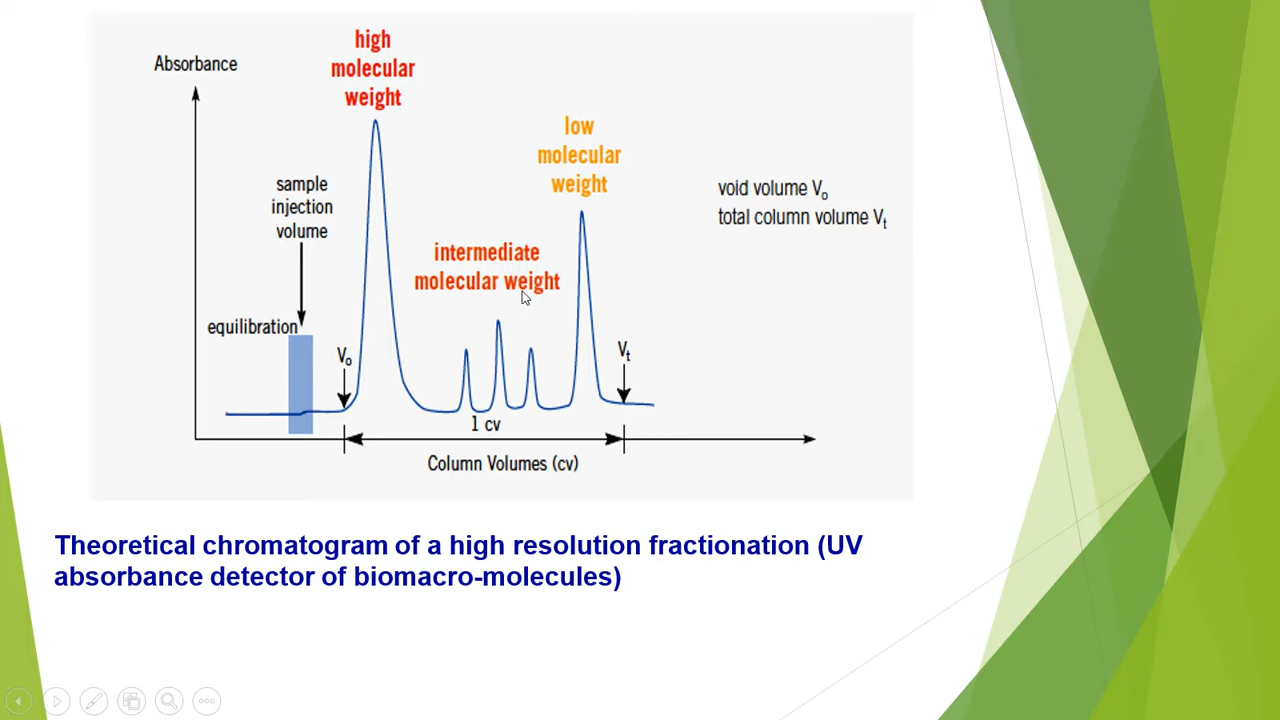 high
molecular
weight
Absorbance
low
molecular
weight
sample
injection
volume
void volume Vo
total column volume Vt
intermediate
molecular weight
equilibration
Vo
Vt
1 cv
Column Volumes (cv)
Theoretical chromatogram of a high resolution fractionation (UV
absorbance detector of biomacro-molecules)